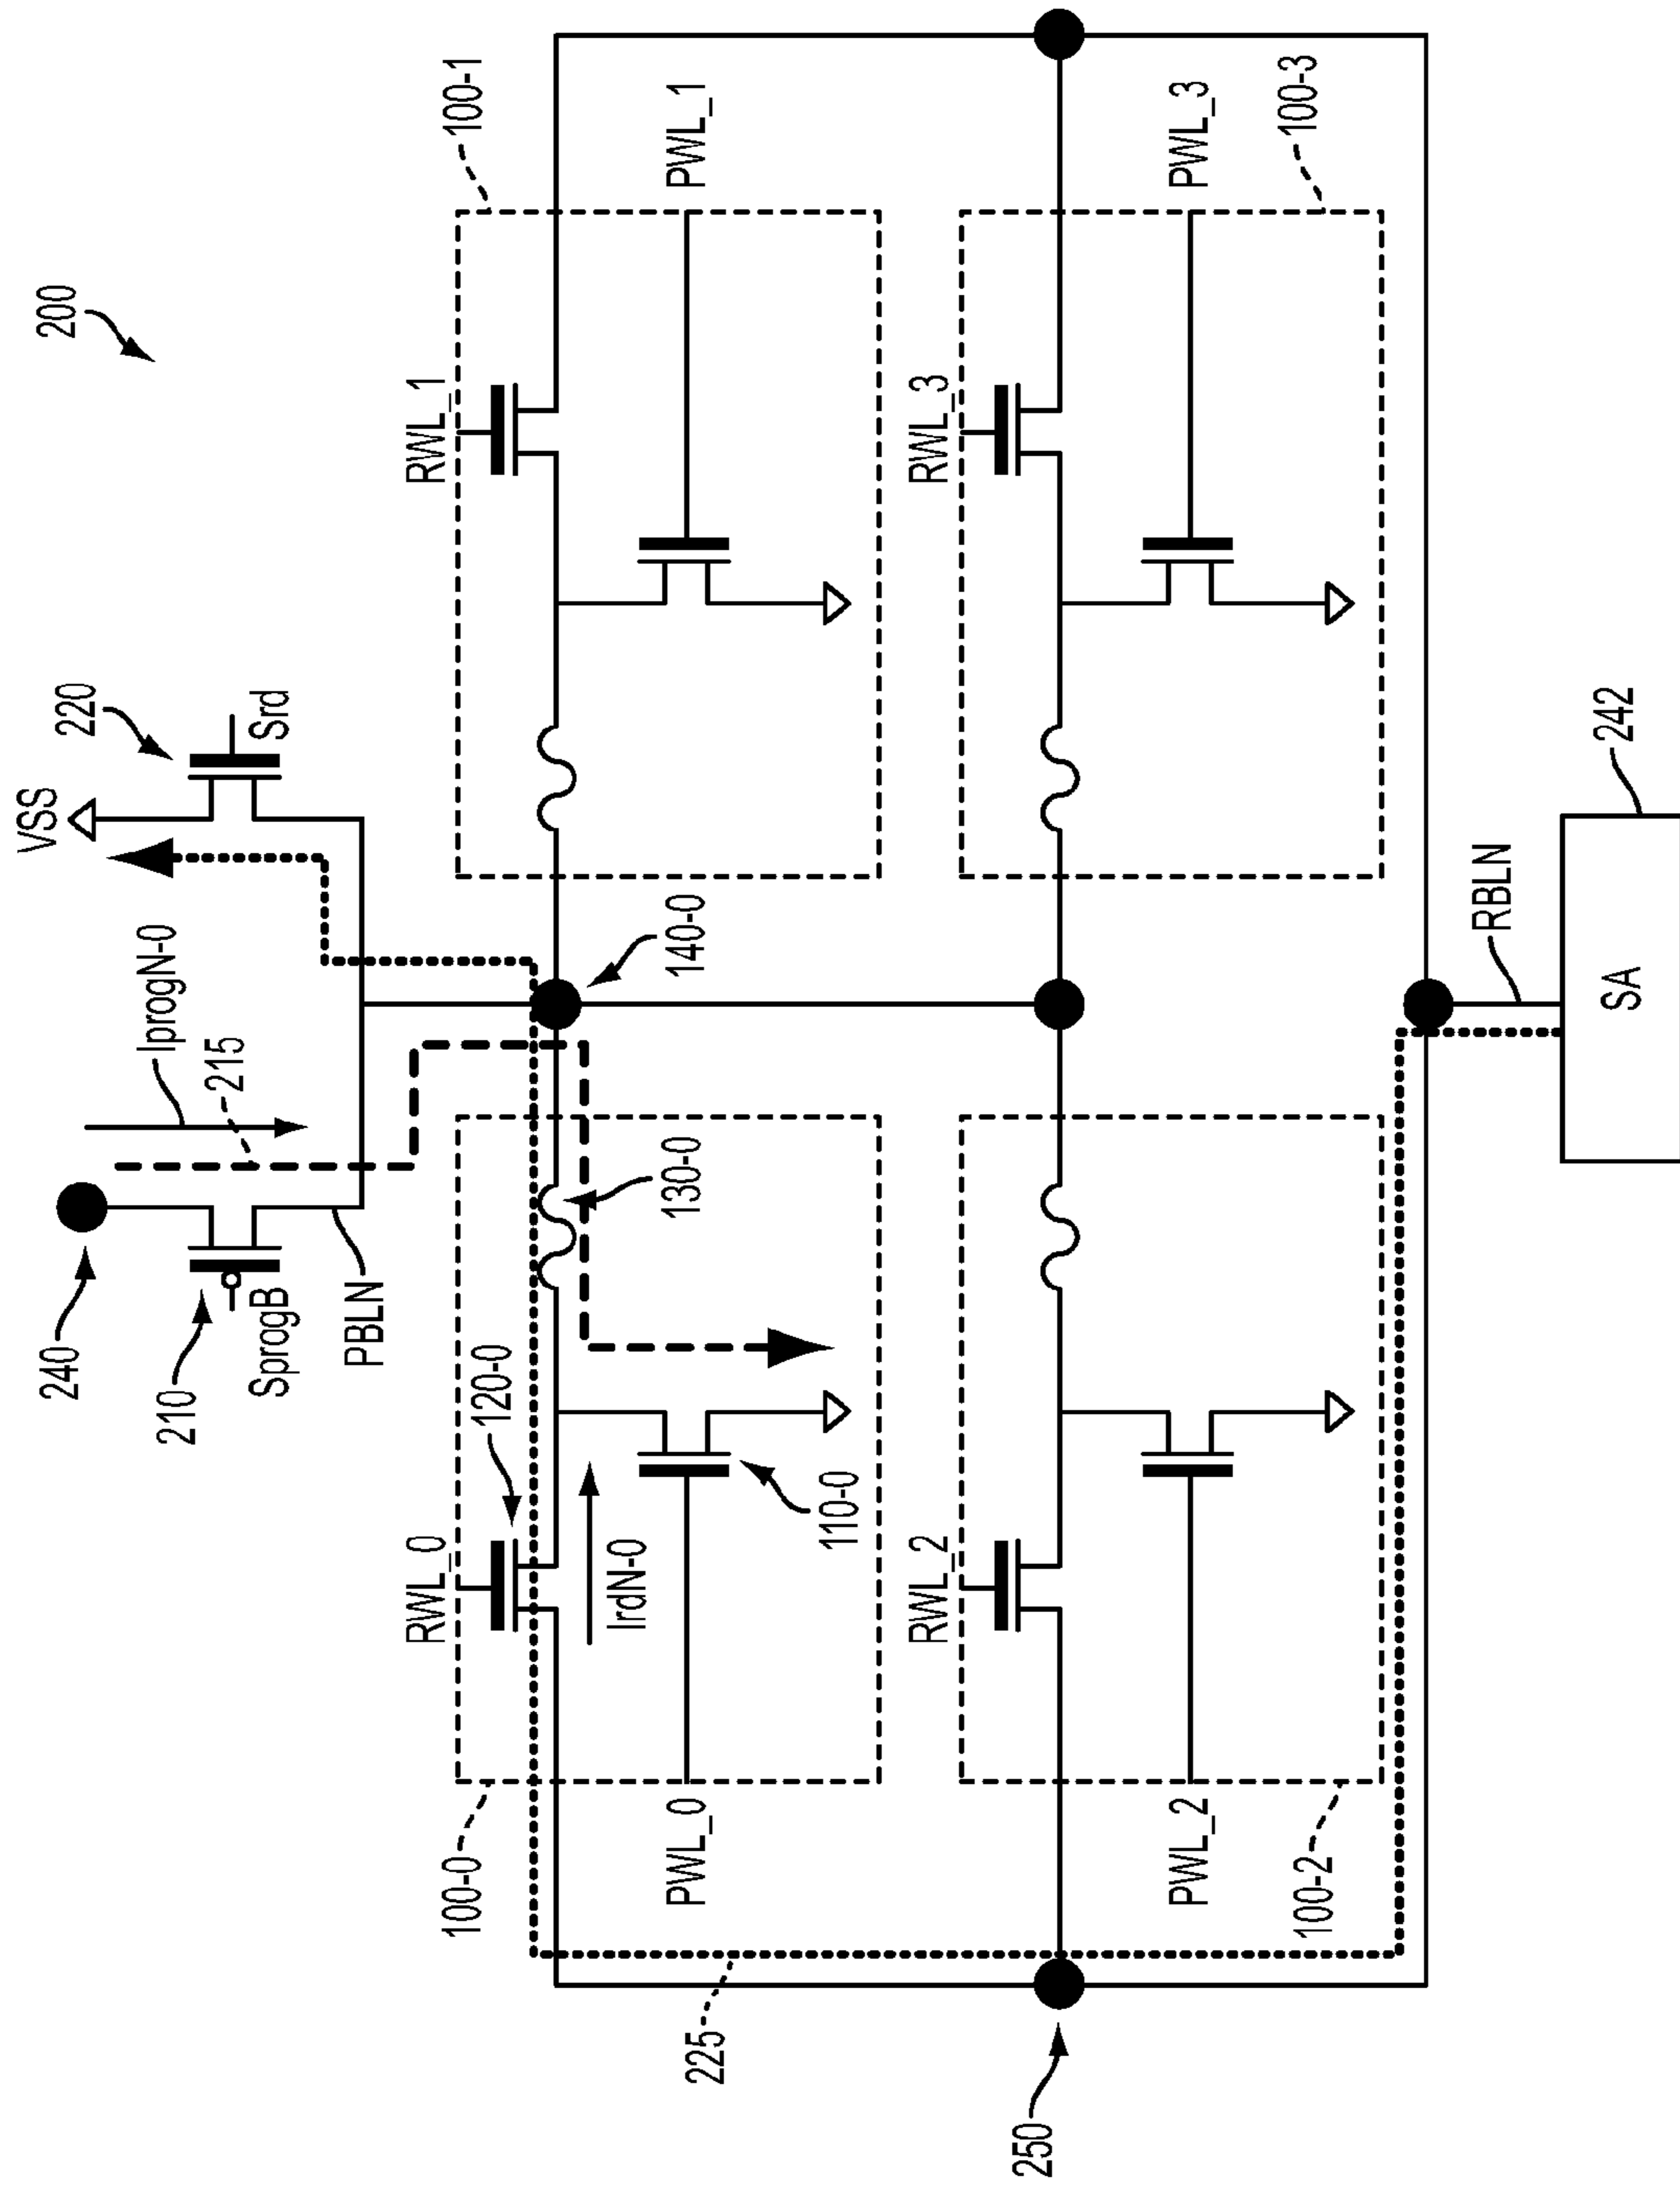 200
VSS
240
220
IprogN-0
210
215
SprogB
Srd
PBLN
RWL_0
RWL_1
100-0
120-0
100-1
IrdN-0
130-0
140-0
PWL_0
PWL_1
225
110-0
RWL_2
RWL_3
250
PWL_2
PWL_3
100-2
100-3
RBLN
SA
242